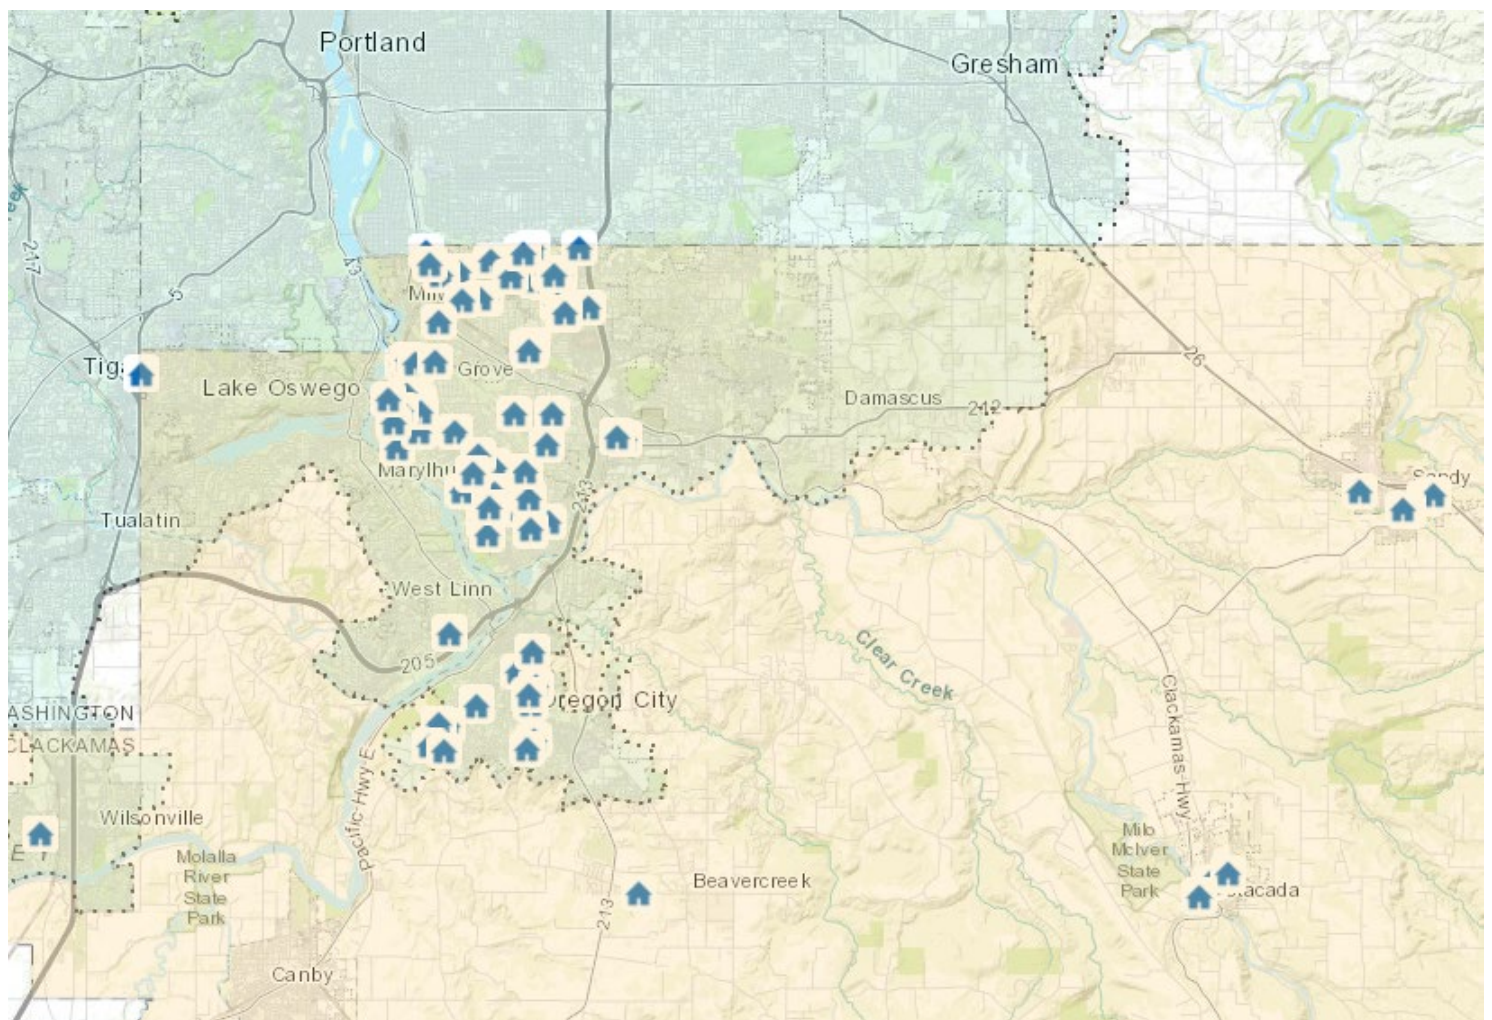 Portland
Gresham
217
43
5
Grove
Lake Oswego
Damascus
212
26
213
Tualatin
West Linn
205
Clear Creek
Oregon City
ASHINGTON
CLACKAMAS
Clackamas-Hwy
Pacific-Hwy E
Wilsonville
Molalla
River
State
Park
Milo
McIver
State
Park
Beavercreek
213
Canby